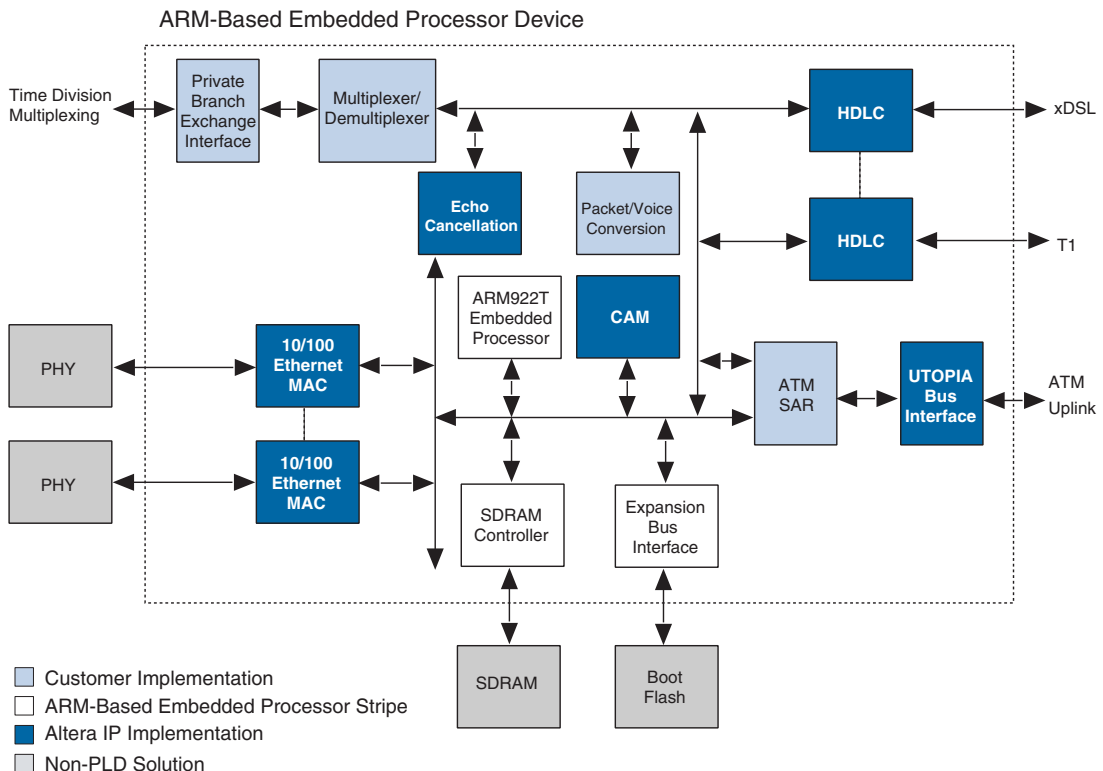 ARM-Based Embedded Processor Device
Time Division
Multiplexing
Private
Branch
Exchange
Interface
Multiplexer/
Demultiplexer
HDLC
xDSL
Echo
Cancellation
Packet/Voice
Conversion
HDLC
T1
ARM922T
Embedded
Processor
CAM
PHY
10/100
Ethernet
MAC
ATM
SAR
UTOPIA
Bus
Interface
ATM
Uplink
PHY
10/100
Ethernet
MAC
SDRAM
Controller
Expansion
Bus
Interface
SDRAM
Boot
Flash
Customer Implementation
ARM-Based Embedded Processor Stripe
Altera IP Implementation
Non-PLD Solution